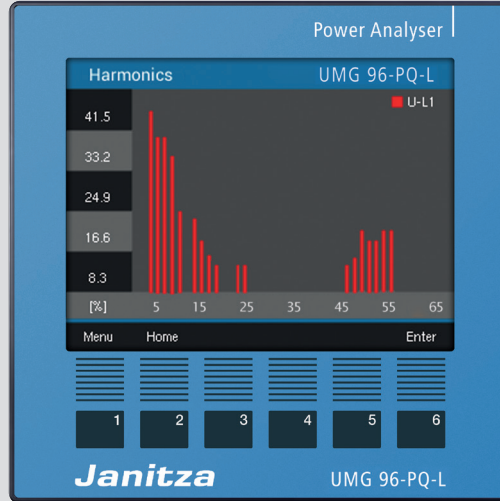 Power Analyser
Harmonics UMG 96-PQ-L
U-L1
41.5
33.2
24.9
16.6
8.3
[%] 5 15 25 35 45 55 65
Menu Home Enter
1 2 3 4 5 6
Janitza UMG 96-PQ-L